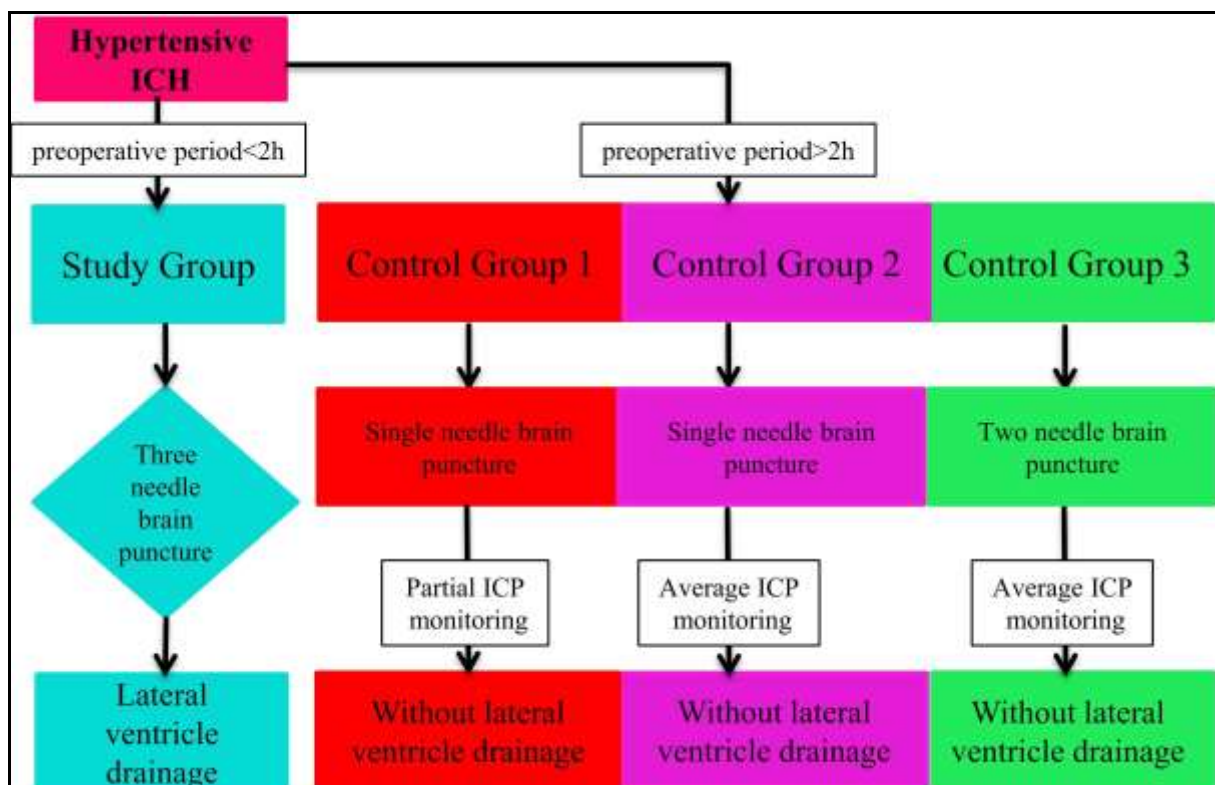 Hypertensive
ICH
preoperative period<2h
preoperative period>2h
Study Group
Control Group 1
Control Group 2
Control Group 3
Three
needle
brain
puncture
Single needle brain
puncture
Single needle brain
puncture
Two needle brain
puncture
Partial ICP
monitoring
Average ICP
monitoring
Average ICP
monitoring
Lateral
ventricle
drainage
Without lateral
ventricle drainage
Without lateral
ventricle drainage
Without lateral
ventricle drainage